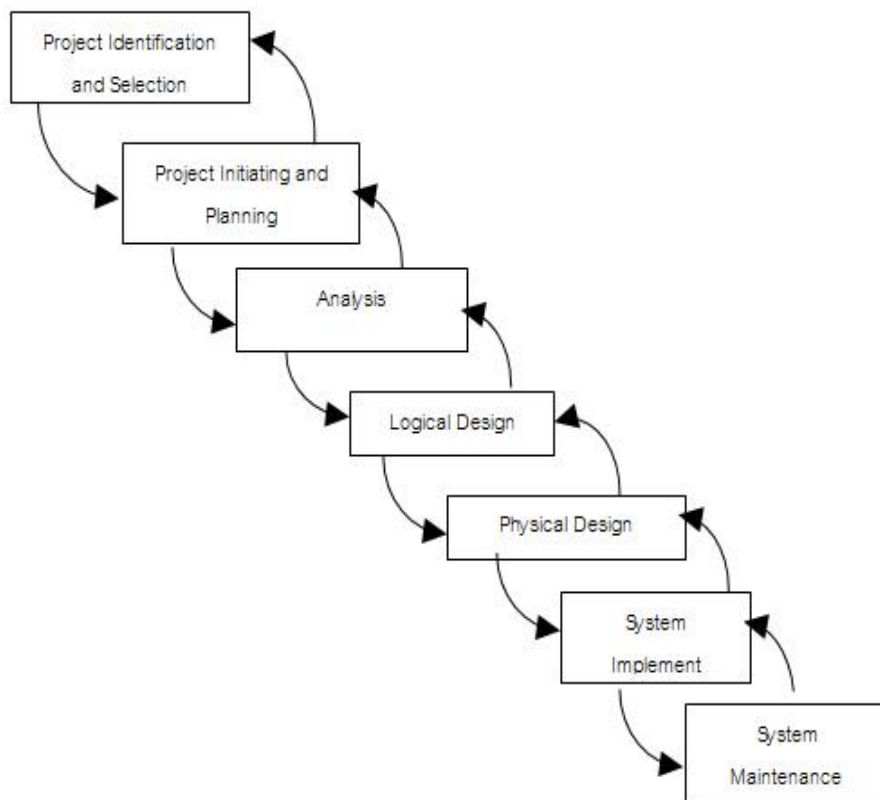 Project Identification
and Selection
Project Initiating and
Planning
Analysis
Logical Design
Physical Design
System
Implement
System
Maintenance